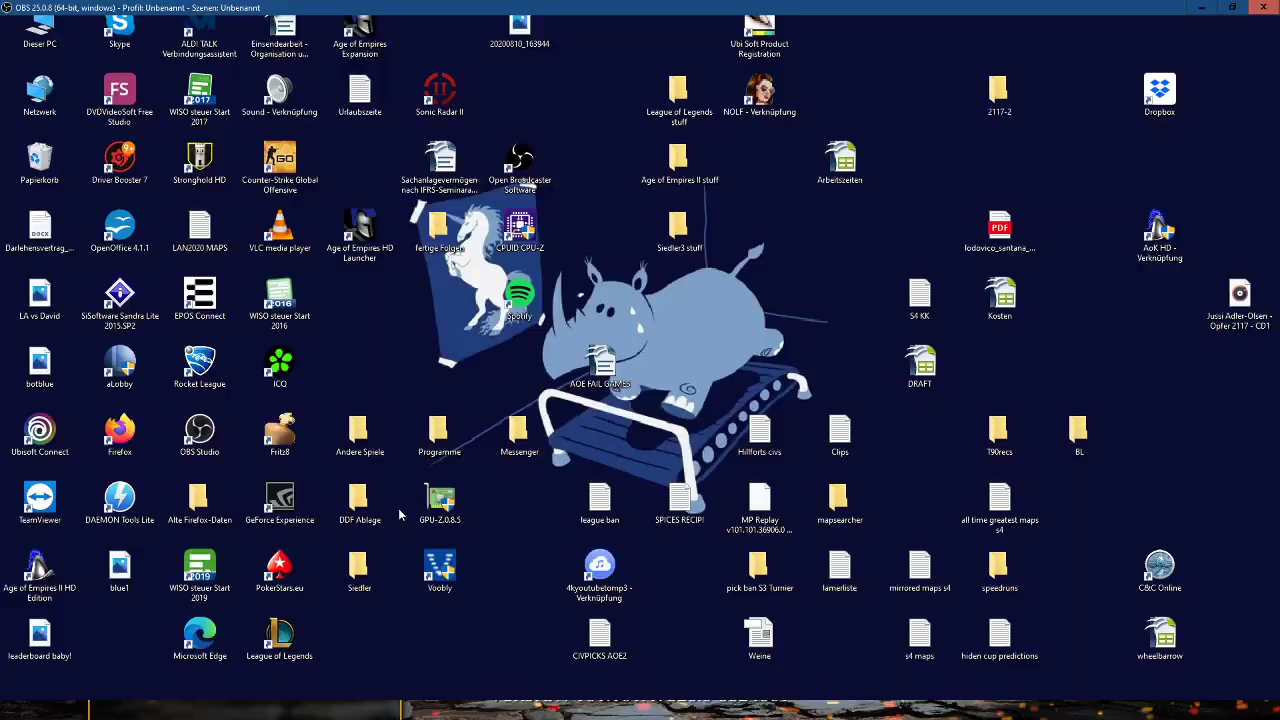 OBS 25.0.8 (64-bit, windows) - Profil: Unbenannt - Szenen: Unbenannt
Dieser PC
Skype
ALDI TALK
Verbindungsassistent
Einsendearbeit -
Organisation u...
Age of Empires
Expansion
20200810_163944
Ubi Soft Product
Registration
Netzwerk
DVDVideoSoft Free
Studio
WISO steuer Start
2017
Sound - Verknüpfung
Urlaubszeite
Sonic Radar II
League of Legends
stuff
NOLF - Verknüpfung
2117-2
Dropbox
Papierkorb
Driver Booster 7
Stronghold HD
Counter-Strike Global
Offensive
Sachanlagevermögen
nach IFRS-Seminara...
Open Broadcaster
Software
Age of Empires II stuff
Arbeitszeiten
Darlehensvertrag_...
OpenOffice 4.1.1
LAN2020 MAPS
VLC media player
Age of Empires HD
Launcher
fertige Folgen
CPUID CPU-Z
Siedler3 stuff
lodovico_santana_...
AoK HD -
Verknüpfung
LA vs David
SiSoftware Sandra Lite
2015.SP2
EPOS Connect
WISO steuer Start
2016
Spotify
S4 KK
Kosten
Jussi Adler-Olsen -
Opfer 2117 - CD1
botblue
aLobby
Rocket League
ICQ
AOE FAIL GAMES
DRAFT
Ubisoft Connect
Firefox
OBS Studio
Fritz8
Andere Spiele
Programme
Messenger
Hillforts civs
Clips
T90recs
BL
TeamViewer
DAEMON Tools Lite
Alte Firefox-Daten
GeForce Experience
DDF Ablage
GPU-Z.0.8.5
league ban
SPICES RECIPI
MP Replay
v101.101.36906.0 ...
mapsearcher
all time greatest maps
s4
Age of Empires II HD
Edition
blue1
WISO steuer Start
2019
PokerStars.eu
Siedler
Voobly
4kyoutubetomp3 -
Verknüpfung
pick ban S3 Turnier
lamerliste
mirrored maps s4
speedruns
C&C Online
leaderboard baby!
Microsoft Edge
League of Legends
CIVPICKS AOE2
Weine
s4 maps
hiden cup predictions
wheelbarrow